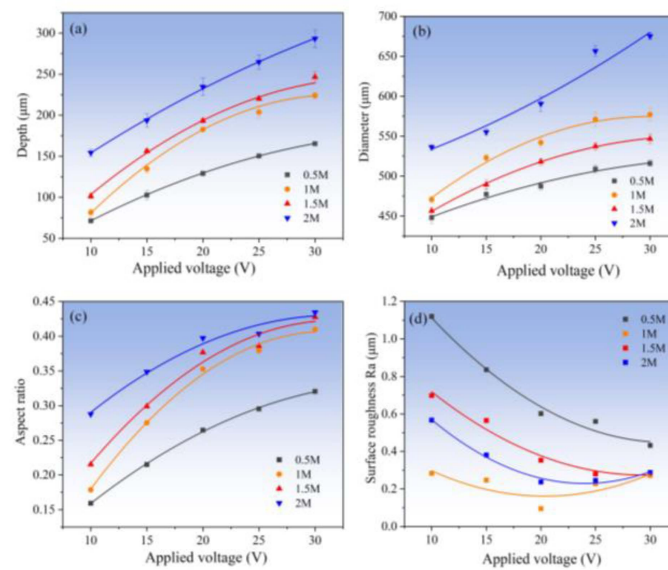 (a)
Depth (μm)
300
250
200
150
100
50
0.5M
1M
1.5M
2M
10 15 20 25 30
Applied voltage (V)
(b)
Diameter (μm)
700
650
600
550
500
450
0.5M
1M
1.5M
2M
10 15 20 25 30
Applied voltage (V)
(c)
Aspect ratio
0.45
0.40
0.35
0.30
0.25
0.20
0.15
0.5M
1M
1.5M
2M
10 15 20 25 30
Applied voltage (V)
(d)
Surface roughness Ra (μm)
1.2
1.0
0.8
0.6
0.4
0.2
0.0
0.5M
1M
1.5M
2M
10 15 20 25 30
Applied voltage (V)